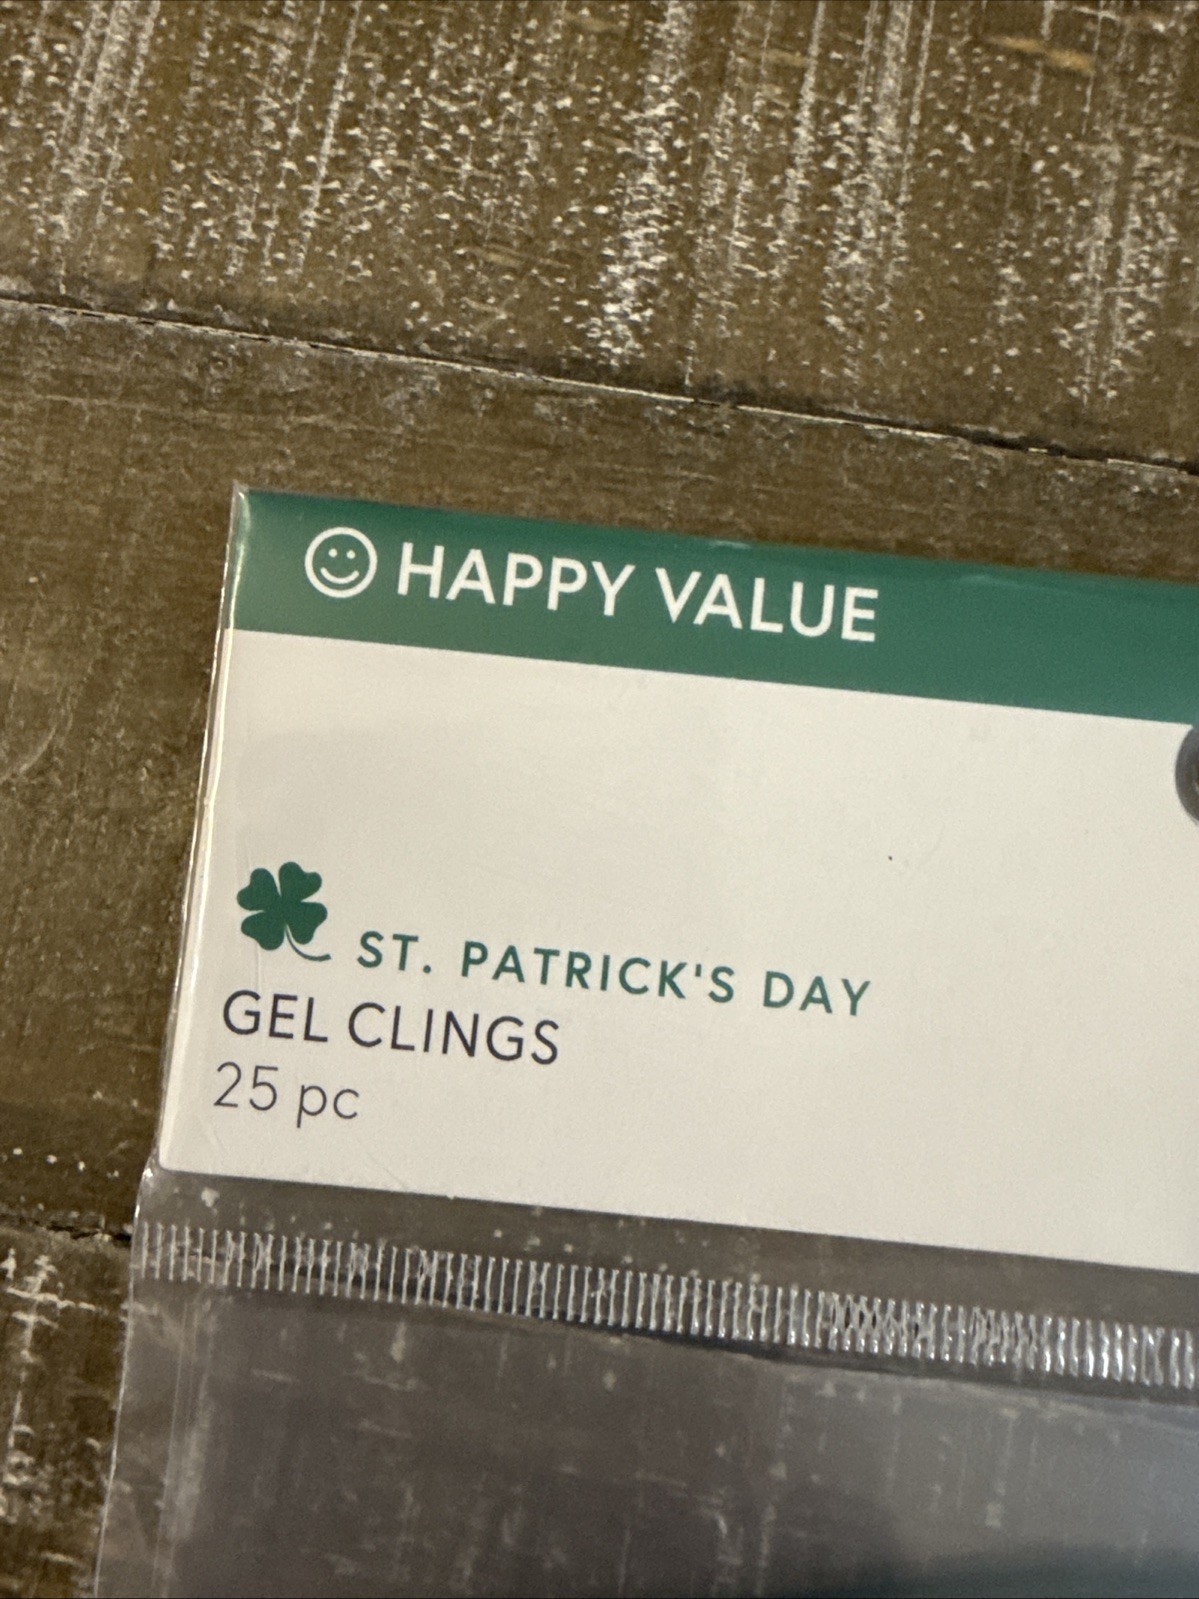 HAPPY VALUE
ST. PATRICK'S DAY
GEL CLINGS
25 pc